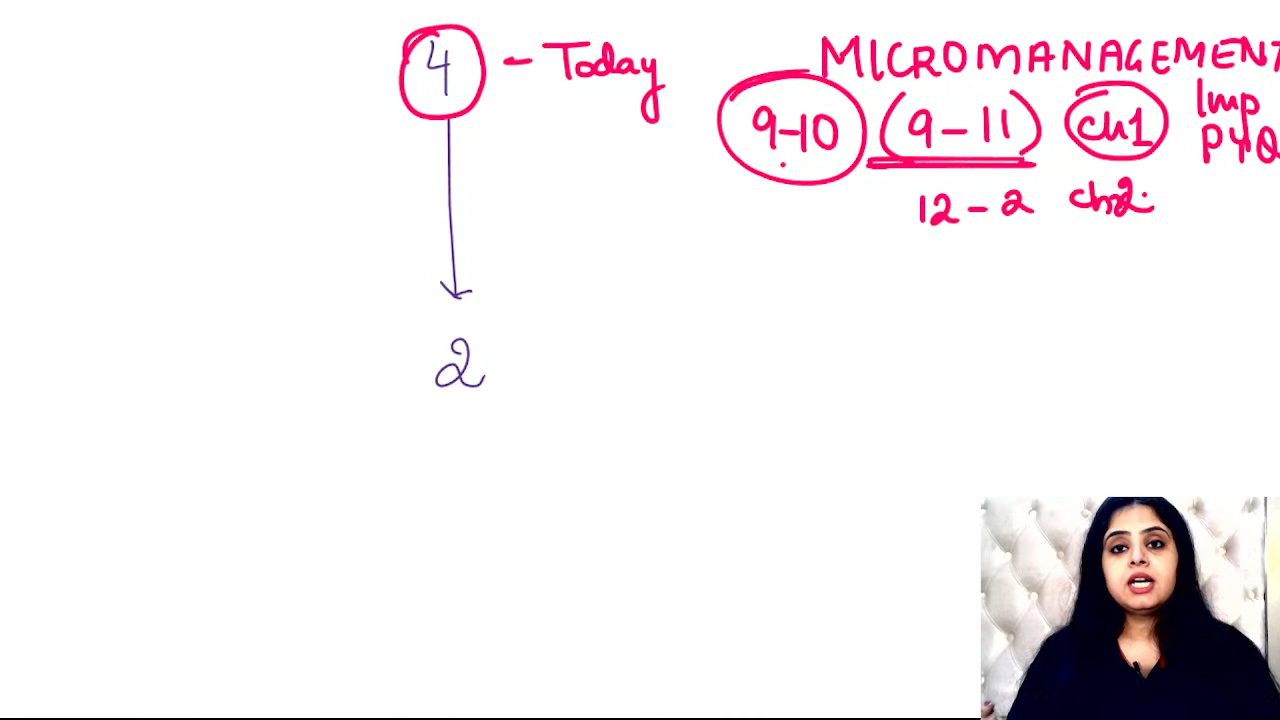 4 - Today
MICROMANAGEMENT
9-10 (9-11) ch1 Imp
PYQ
12-2 ch2.
2